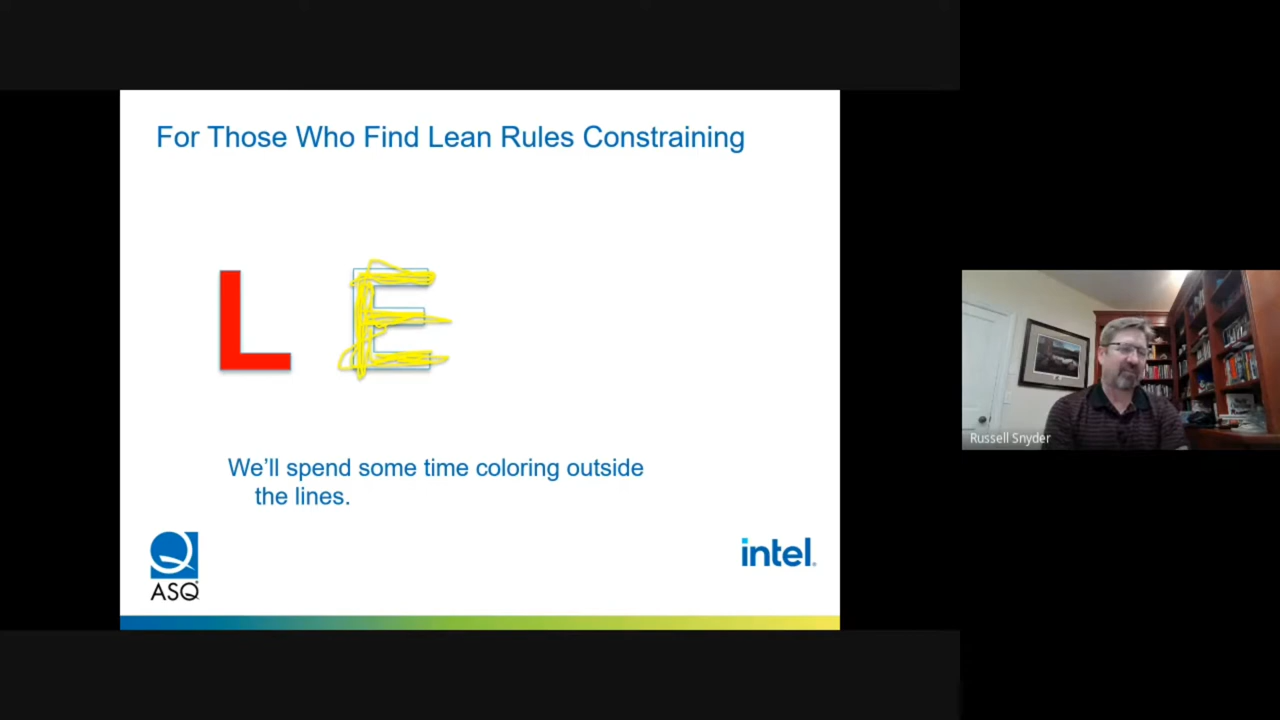 For Those Who Find Lean Rules Constraining
L E
We'll spend some time coloring outside
the lines.
ASQ
intel.
Russell Snyder